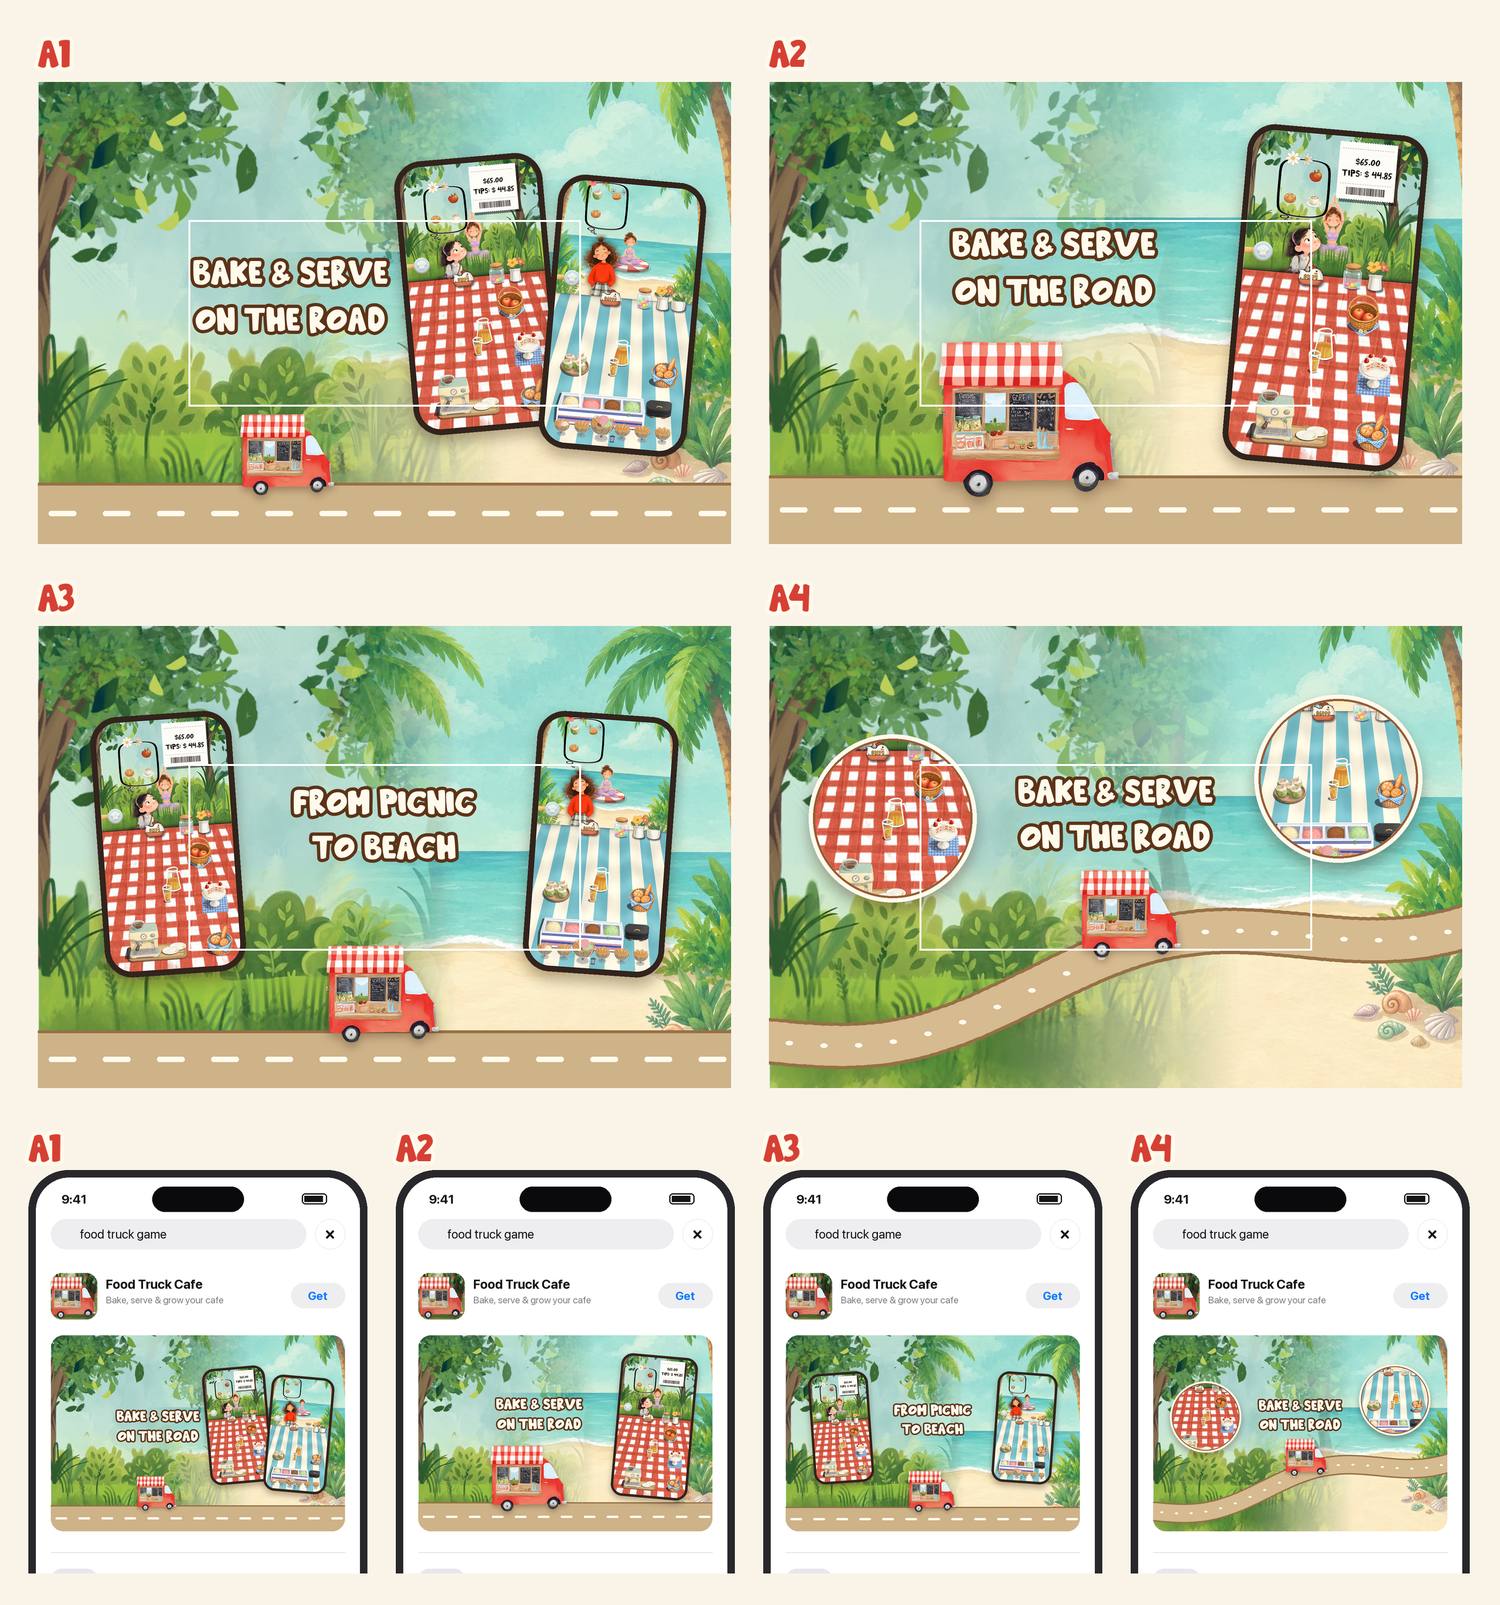 A1
A2
$65.00
TIPS: $ 44.85
BAKE & SERVE
ON THE ROAD
$65.00
TIPS: $ 44.85
BAKE & SERVE
ON THE ROAD
A3
A4
$65.00
TIPS: $ 44.85
FROM PICNIC
TO BEACH
BAKE & SERVE
ON THE ROAD
A1
A2
A3
A4
9:41
food truck game
Food Truck Cafe
Bake, serve & grow your cafe
Get
BAKE & SERVE
ON THE ROAD
9:41
food truck game
Food Truck Cafe
Bake, serve & grow your cafe
Get
$65.00
TIPS: $ 44.85
BAKE & SERVE
ON THE ROAD
9:41
food truck game
Food Truck Cafe
Bake, serve & grow your cafe
Get
FROM PICNIC
TO BEACH
9:41
food truck game
Food Truck Cafe
Bake, serve & grow your cafe
Get
BAKE & SERVE
ON THE ROAD